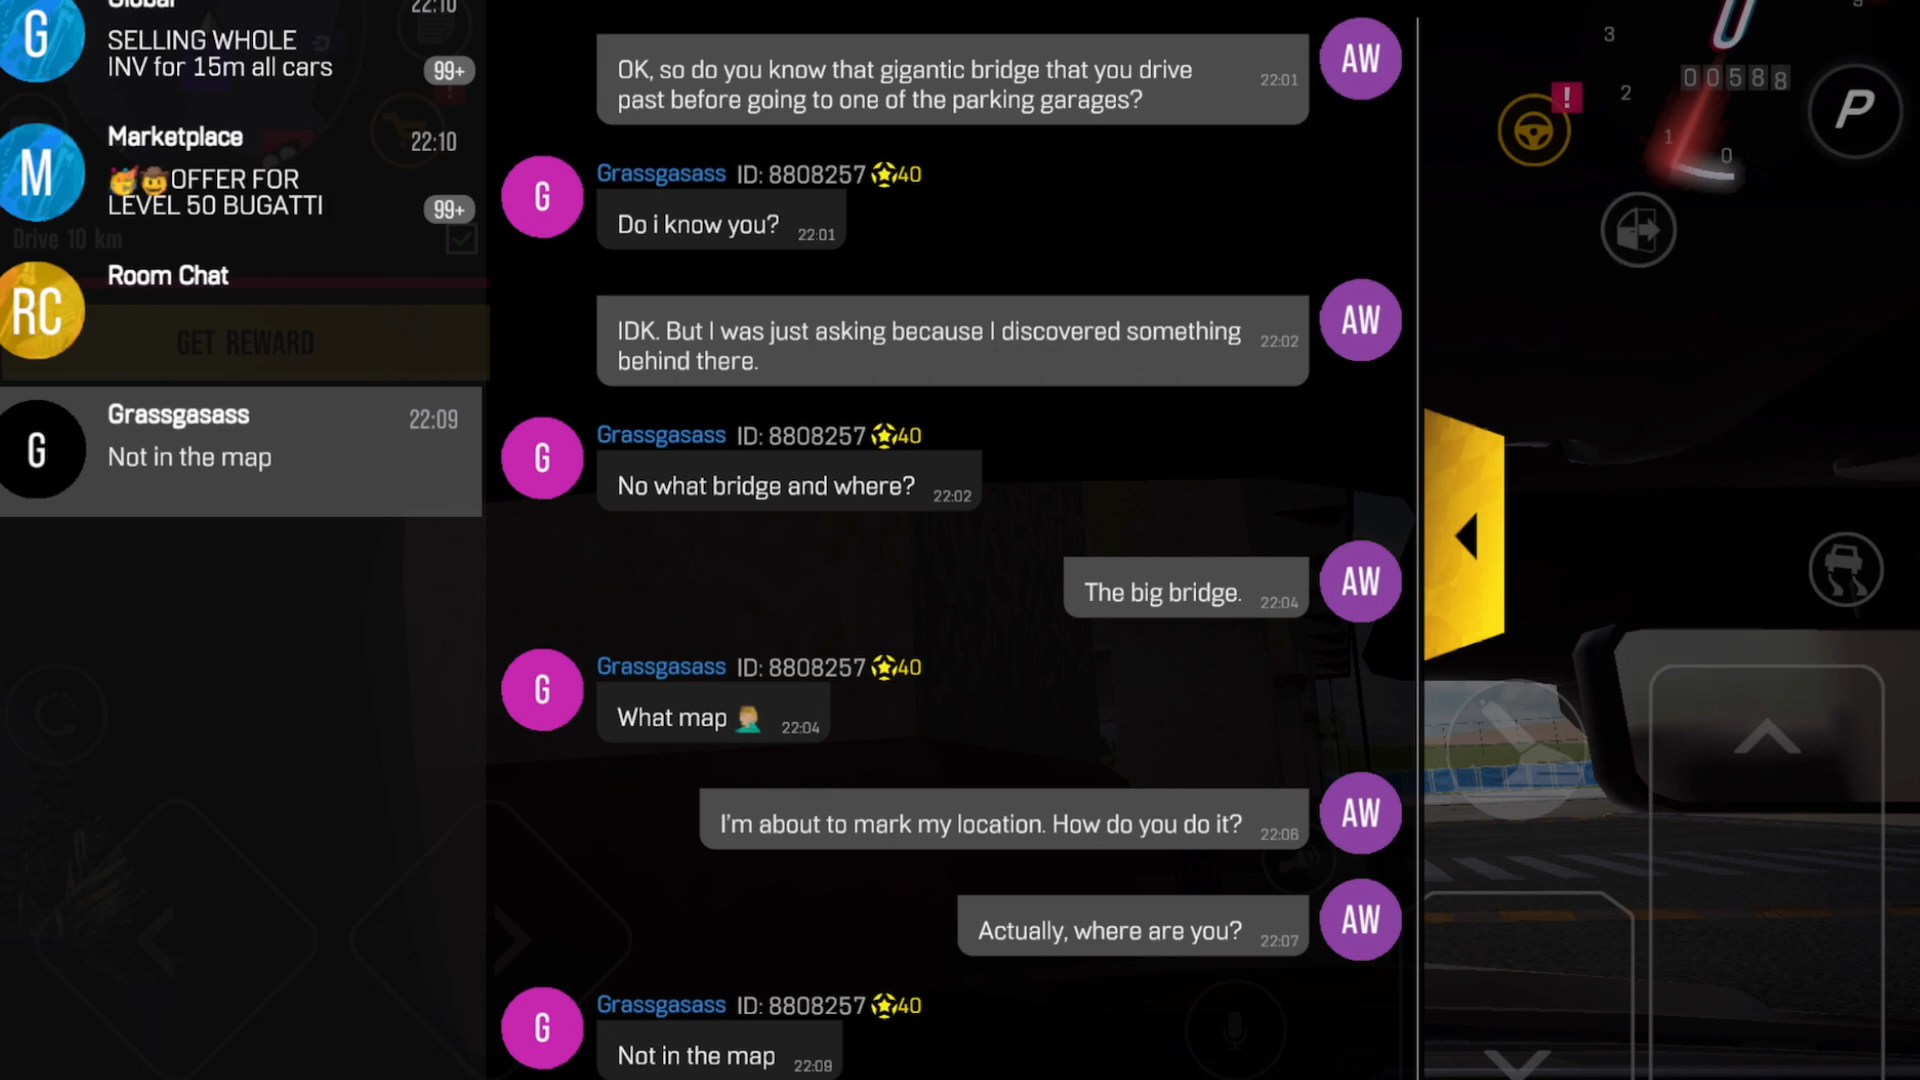 Global
22:10
SELLING WHOLE
INV for 15m all cars
99+
Marketplace
22:10
🥳🤠OFFER FOR
LEVEL 50 BUGATTI
99+
Drive 10 km
Room Chat
GET REWARD
Grassgasass
22:09
Not in the map
G
M
RC
G
OK, so do you know that gigantic bridge that you drive
past before going to one of the parking garages?
22:01
AW
G
Grassgasass ID: 8808257 40
Do i know you? 22:01
IDK. But I was just asking because I discovered something
behind there.
22:02
AW
G
Grassgasass ID: 8808257 40
No what bridge and where? 22:02
The big bridge. 22:04
AW
G
Grassgasass ID: 8808257 40
What map 🤦 22:04
I'm about to mark my location. How do you do it? 22:06
AW
Actually, where are you? 22:07
AW
G
Grassgasass ID: 8808257 40
Not in the map 22:09
3
2
1
0
00588
!
P
C